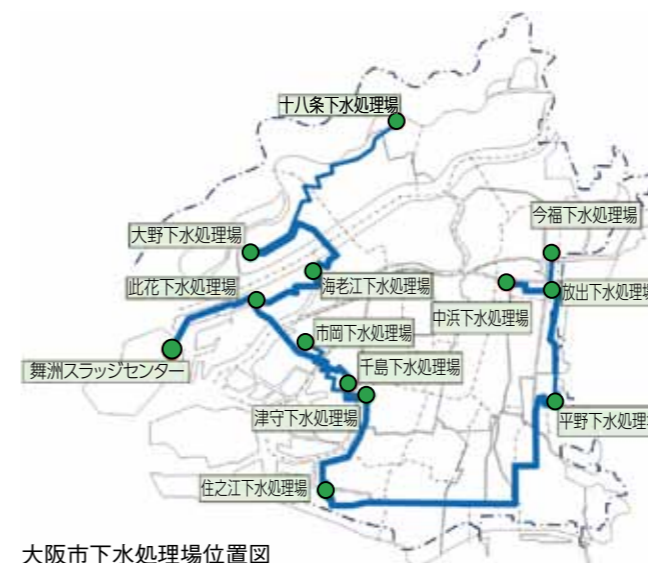 十八条下水処理場
今福下水処理場
大野下水処理場
海老江下水処理場
此花下水処理場
放出下水処理場
中浜下水処理場
市岡下水処理場
舞洲スラッジセンター
千島下水処理場
津守下水処理場
平野下水処理場
住之江下水処理場
大阪市下水処理場位置図